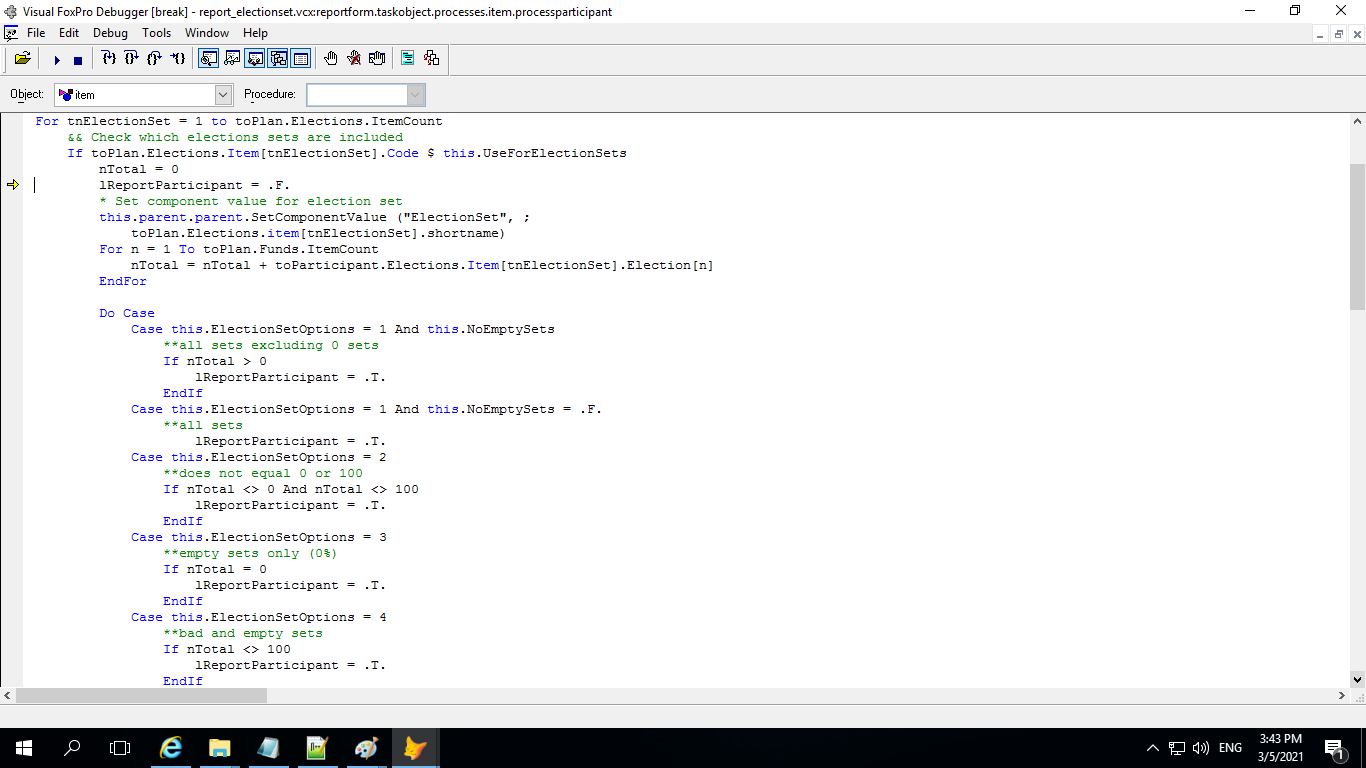 Visual FoxPro Debugger [break] - report_electionset.vcx:reportform.taskobject.processes.item.processparticipant
File Edit Debug Tools Window Help
Object: item Procedure:
For tnElectionSet = 1 to toPlan.Elections.ItemCount
    && Check which elections sets are included
    If toPlan.Elections.Item[tnElectionSet].Code $ this.UseForElectionSets
        nTotal = 0
        lReportParticipant = .F.
        * Set component value for election set
        this.parent.parent.SetComponentValue ("ElectionSet", ;
            toPlan.Elections.item[tnElectionSet].shortname)
        For n = 1 To toPlan.Funds.ItemCount
            nTotal = nTotal + toParticipant.Elections.Item[tnElectionSet].Election[n]
        EndFor
        Do Case
            Case this.ElectionSetOptions = 1 And this.NoEmptySets
                **all sets excluding 0 sets
                If nTotal > 0
                    lReportParticipant = .T.
                EndIf
            Case this.ElectionSetOptions = 1 And this.NoEmptySets = .F.
                **all sets
                    lReportParticipant = .T.
            Case this.ElectionSetOptions = 2
                **does not equal 0 or 100
                If nTotal <> 0 And nTotal <> 100
                    lReportParticipant = .T.
                EndIf
            Case this.ElectionSetOptions = 3
                **empty sets only (0%)
                If nTotal = 0
                    lReportParticipant = .T.
                EndIf
            Case this.ElectionSetOptions = 4
                **bad and empty sets
                If nTotal <> 100
                    lReportParticipant = .T.
                EndIf
ENG
3:43 PM
3/5/2021
1